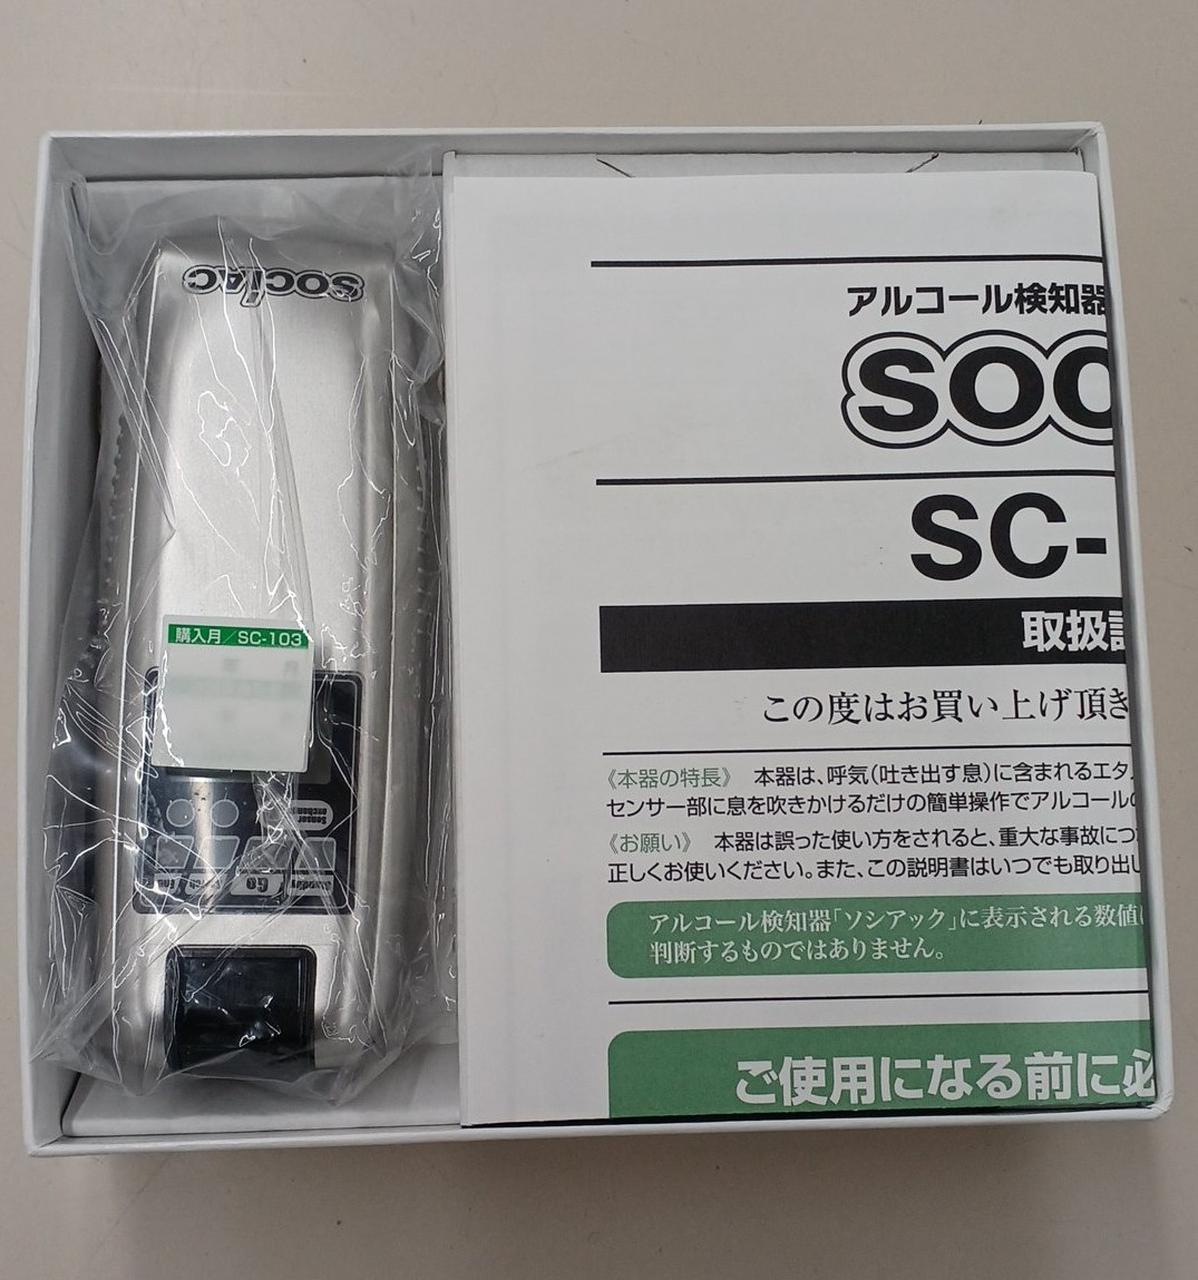 SOCIAC
購入月/SC-103
Sensor
exchange
Standby
Go
アルコール検知器
SOC
SC-
取扱説
この度はお買い上げ頂き
《本器の特長》 本器は、呼気(吐き出す息)に含まれるエタ
センサー部に息を吹きかけるだけの簡単操作でアルコールの
《お願い》 本器は誤った使い方をされると、重大な事故につ
正しくお使いください。また、この説明書はいつでも取り出し
アルコール検知器「ソシアック」に表示される数値
判断するものではありません。
ご使用になる前に必